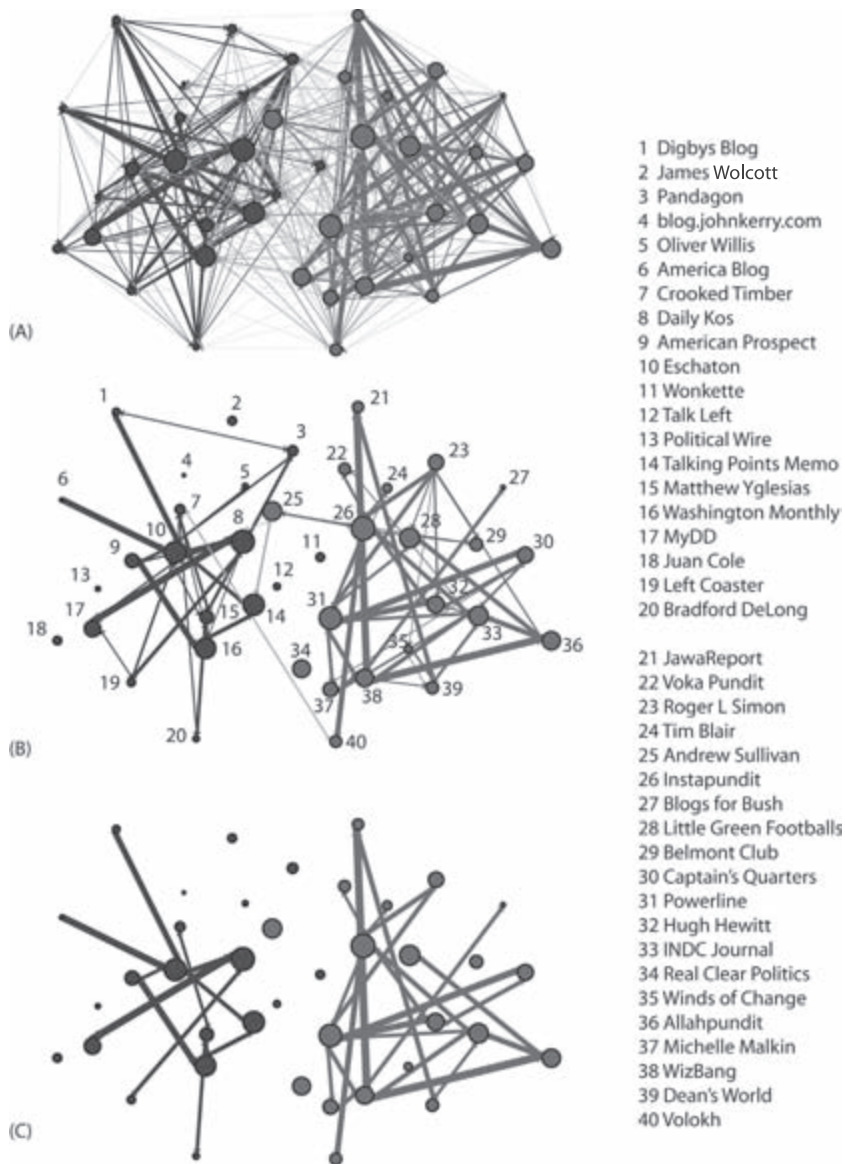 (A)
1
2
21
3
22
23
4
5
24
27
6
7
25
26
28
10
8
29
30
9
11
13
12
32
17
15
14
31
33
18
16
35
36
34
19
37
38
39
20
40
(B)
(C)
1 Digbys Blog
2 James Wolcott
3 Pandagon
4 blog.johnkerry.com
5 Oliver Willis
6 America Blog
7 Crooked Timber
8 Daily Kos
9 American Prospect
10 Eschaton
11 Wonkette
12 Talk Left
13 Political Wire
14 Talking Points Memo
15 Matthew Yglesias
16 Washington Monthly
17 MyDD
18 Juan Cole
19 Left Coaster
20 Bradford DeLong
21 JawaReport
22 Voka Pundit
23 Roger L Simon
24 Tim Blair
25 Andrew Sullivan
26 Instapundit
27 Blogs for Bush
28 Little Green Footballs
29 Belmont Club
30 Captain's Quarters
31 Powerline
32 Hugh Hewitt
33 INDC Journal
34 Real Clear Politics
35 Winds of Change
36 Allahpundit
37 Michelle Malkin
38 WizBang
39 Dean's World
40 Volokh